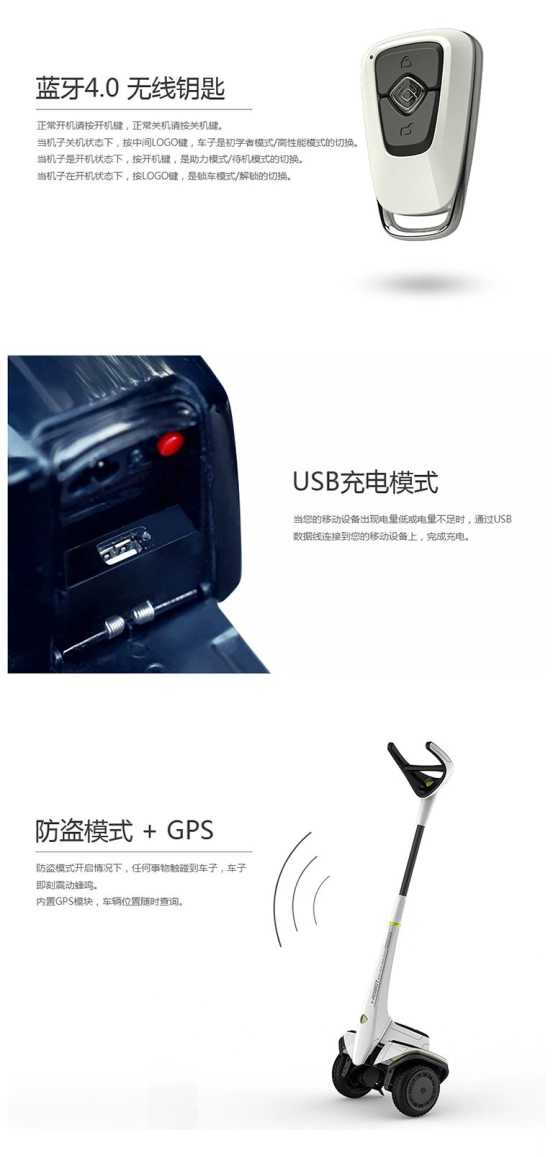 蓝牙4.0 无线钥匙
正常开机请按开机键，正常关机请按关机键。
当机子关机状态下，按中间LOGO键，车子是初学者模式/高性能模式的切换。
当机子是开机状态下，按开机键，是助力模式/待机模式的切换。
当机子在开机状态下，按LOGO键，是锁车模式/解锁的切换。
USB充电模式
当您的移动设备出现电量低或电量不足时，通过USB
数据线连接到您的移动设备上，完成充电。
防盗模式 + GPS
防盗模式开启情况下，任何事物触碰到车子，车子
即刻震动蜂鸣。
内置GPS模块，车辆位置随时查询。